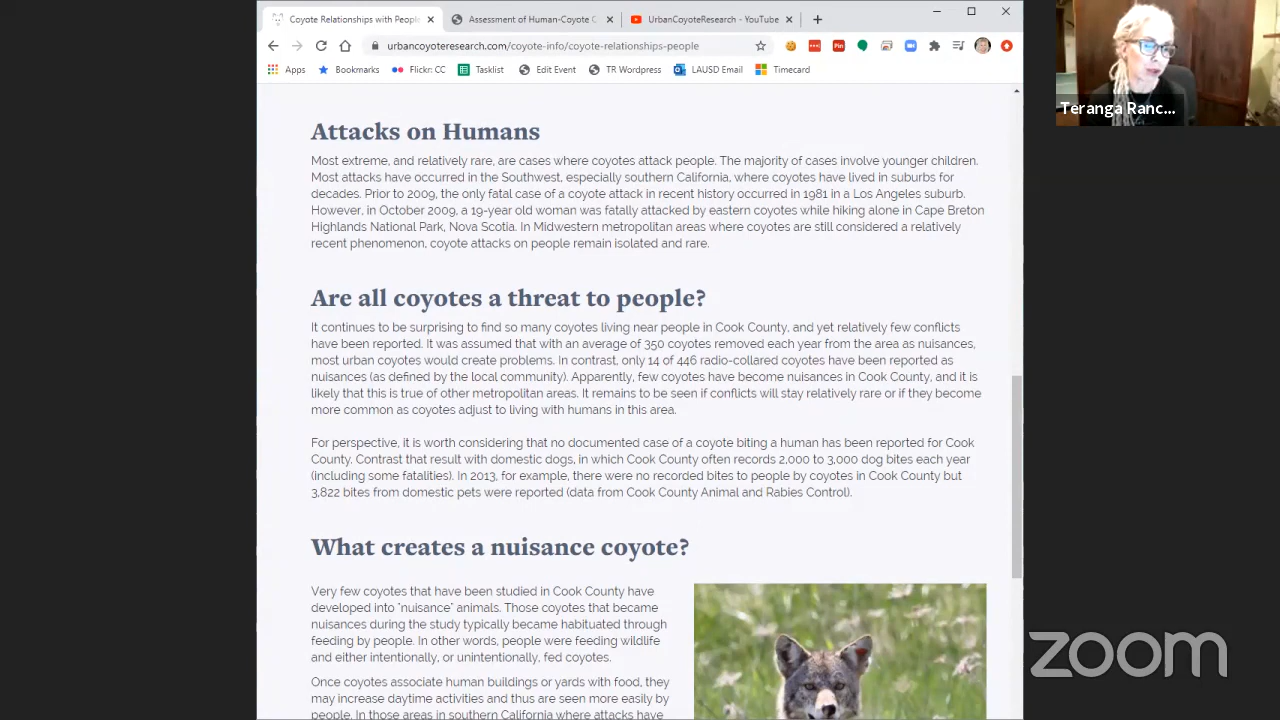 Coyote Relationships with People
Assessment of Human-Coyote C
UrbanCoyoteResearch - YouTube
urbancoyoteresearch.com/coyote-info/coyote-relationships-people
Apps
Bookmarks
Flickr: CC
Tasklist
Edit Event
TR Wordpress
LAUSD Email
Timecard
Teranga Ranc...
Attacks on Humans
Most extreme, and relatively rare, are cases where coyotes attack people. The majority of cases involve younger children.
Most attacks have occurred in the Southwest, especially southern California, where coyotes have lived in suburbs for
decades. Prior to 2009, the only fatal case of a coyote attack in recent history occurred in 1981 in a Los Angeles suburb.
However, in October 2009, a 19-year old woman was fatally attacked by eastern coyotes while hiking alone in Cape Breton
Highlands National Park, Nova Scotia. In Midwestern metropolitan areas where coyotes are still considered a relatively
recent phenomenon, coyote attacks on people remain isolated and rare.
Are all coyotes a threat to people?
It continues to be surprising to find so many coyotes living near people in Cook County, and yet relatively few conflicts
have been reported. It was assumed that with an average of 350 coyotes removed each year from the area as nuisances,
most urban coyotes would create problems. In contrast, only 14 of 446 radio-collared coyotes have been reported as
nuisances (as defined by the local community). Apparently, few coyotes have become nuisances in Cook County, and it is
likely that this is true of other metropolitan areas. It remains to be seen if conflicts will stay relatively rare or if they become
more common as coyotes adjust to living with humans in this area.
For perspective, it is worth considering that no documented case of a coyote biting a human has been reported for Cook
County. Contrast that result with domestic dogs, in which Cook County often records 2,000 to 3,000 dog bites each year
(including some fatalities). In 2013, for example, there were no recorded bites to people by coyotes in Cook County but
3,822 bites from domestic pets were reported (data from Cook County Animal and Rabies Control).
What creates a nuisance coyote?
Very few coyotes that have been studied in Cook County have
developed into "nuisance" animals. Those coyotes that became
nuisances during the study typically became habituated through
feeding by people. In other words, people were feeding wildlife
and either intentionally, or unintentionally, fed coyotes.
Once coyotes associate human buildings or yards with food, they
may increase daytime activities and thus are seen more easily by
people. In those areas in southern California where attacks have
zoom